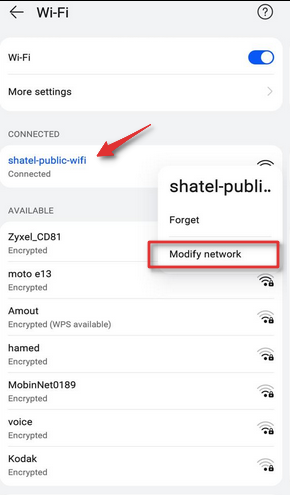 Wi-Fi
Wi-Fi
More settings
CONNECTED
shatel-public-wifi
Connected
shatel-publi..
Forget
Modify network
AVAILABLE
Zyxel_CD81
Encrypted
moto e13
Encrypted
Amout
Encrypted (WPS available)
hamed
Encrypted
MobinNet0189
Encrypted
voice
Encrypted
Kodak
Encrypted